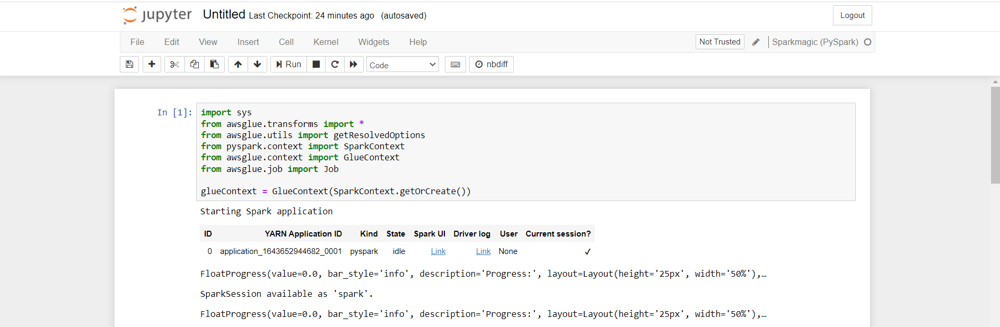 jupyter Untitled Last Checkpoint: 24 minutes ago (autosaved) Logout
File Edit View Insert Cell Kernel Widgets Help Not Trusted Sparkmagic (PySpark)
Run Code nbdiff
In [1]: import sys
from awsglue.transforms import *
from awsglue.utils import getResolvedOptions
from pyspark.context import SparkContext
from awsglue.context import GlueContext
from awsglue.job import Job
glueContext = GlueContext(SparkContext.getOrCreate())
Starting Spark application
ID YARN Application ID Kind State Spark UI Driver log User Current session?
0 application_1643652944682_0001 pyspark idle Link Link None ✓
FloatProgress(value=0.0, bar_style='info', description='Progress:', layout=Layout(height='25px', width='50%'),…
SparkSession available as 'spark'.
FloatProgress(value=0.0, bar_style='info', description='Progress:', layout=Layout(height='25px', width='50%'),…